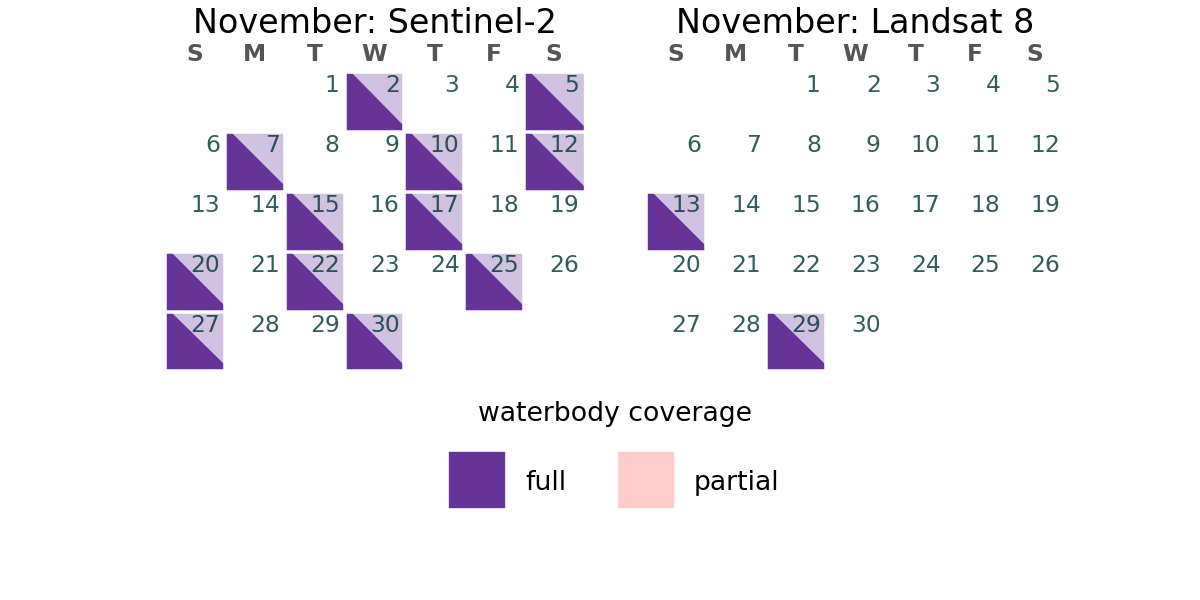 November: Sentinel-2
S M T W T F S
1 2 3 4 5
6 7 8 9 10 11 12
13 14 15 16 17 18 19
20 21 22 23 24 25 26
27 28 29 30
November: Landsat 8
S M T W T F S
1 2 3 4 5
6 7 8 9 10 11 12
13 14 15 16 17 18 19
20 21 22 23 24 25 26
27 28 29 30
waterbody coverage
full
partial